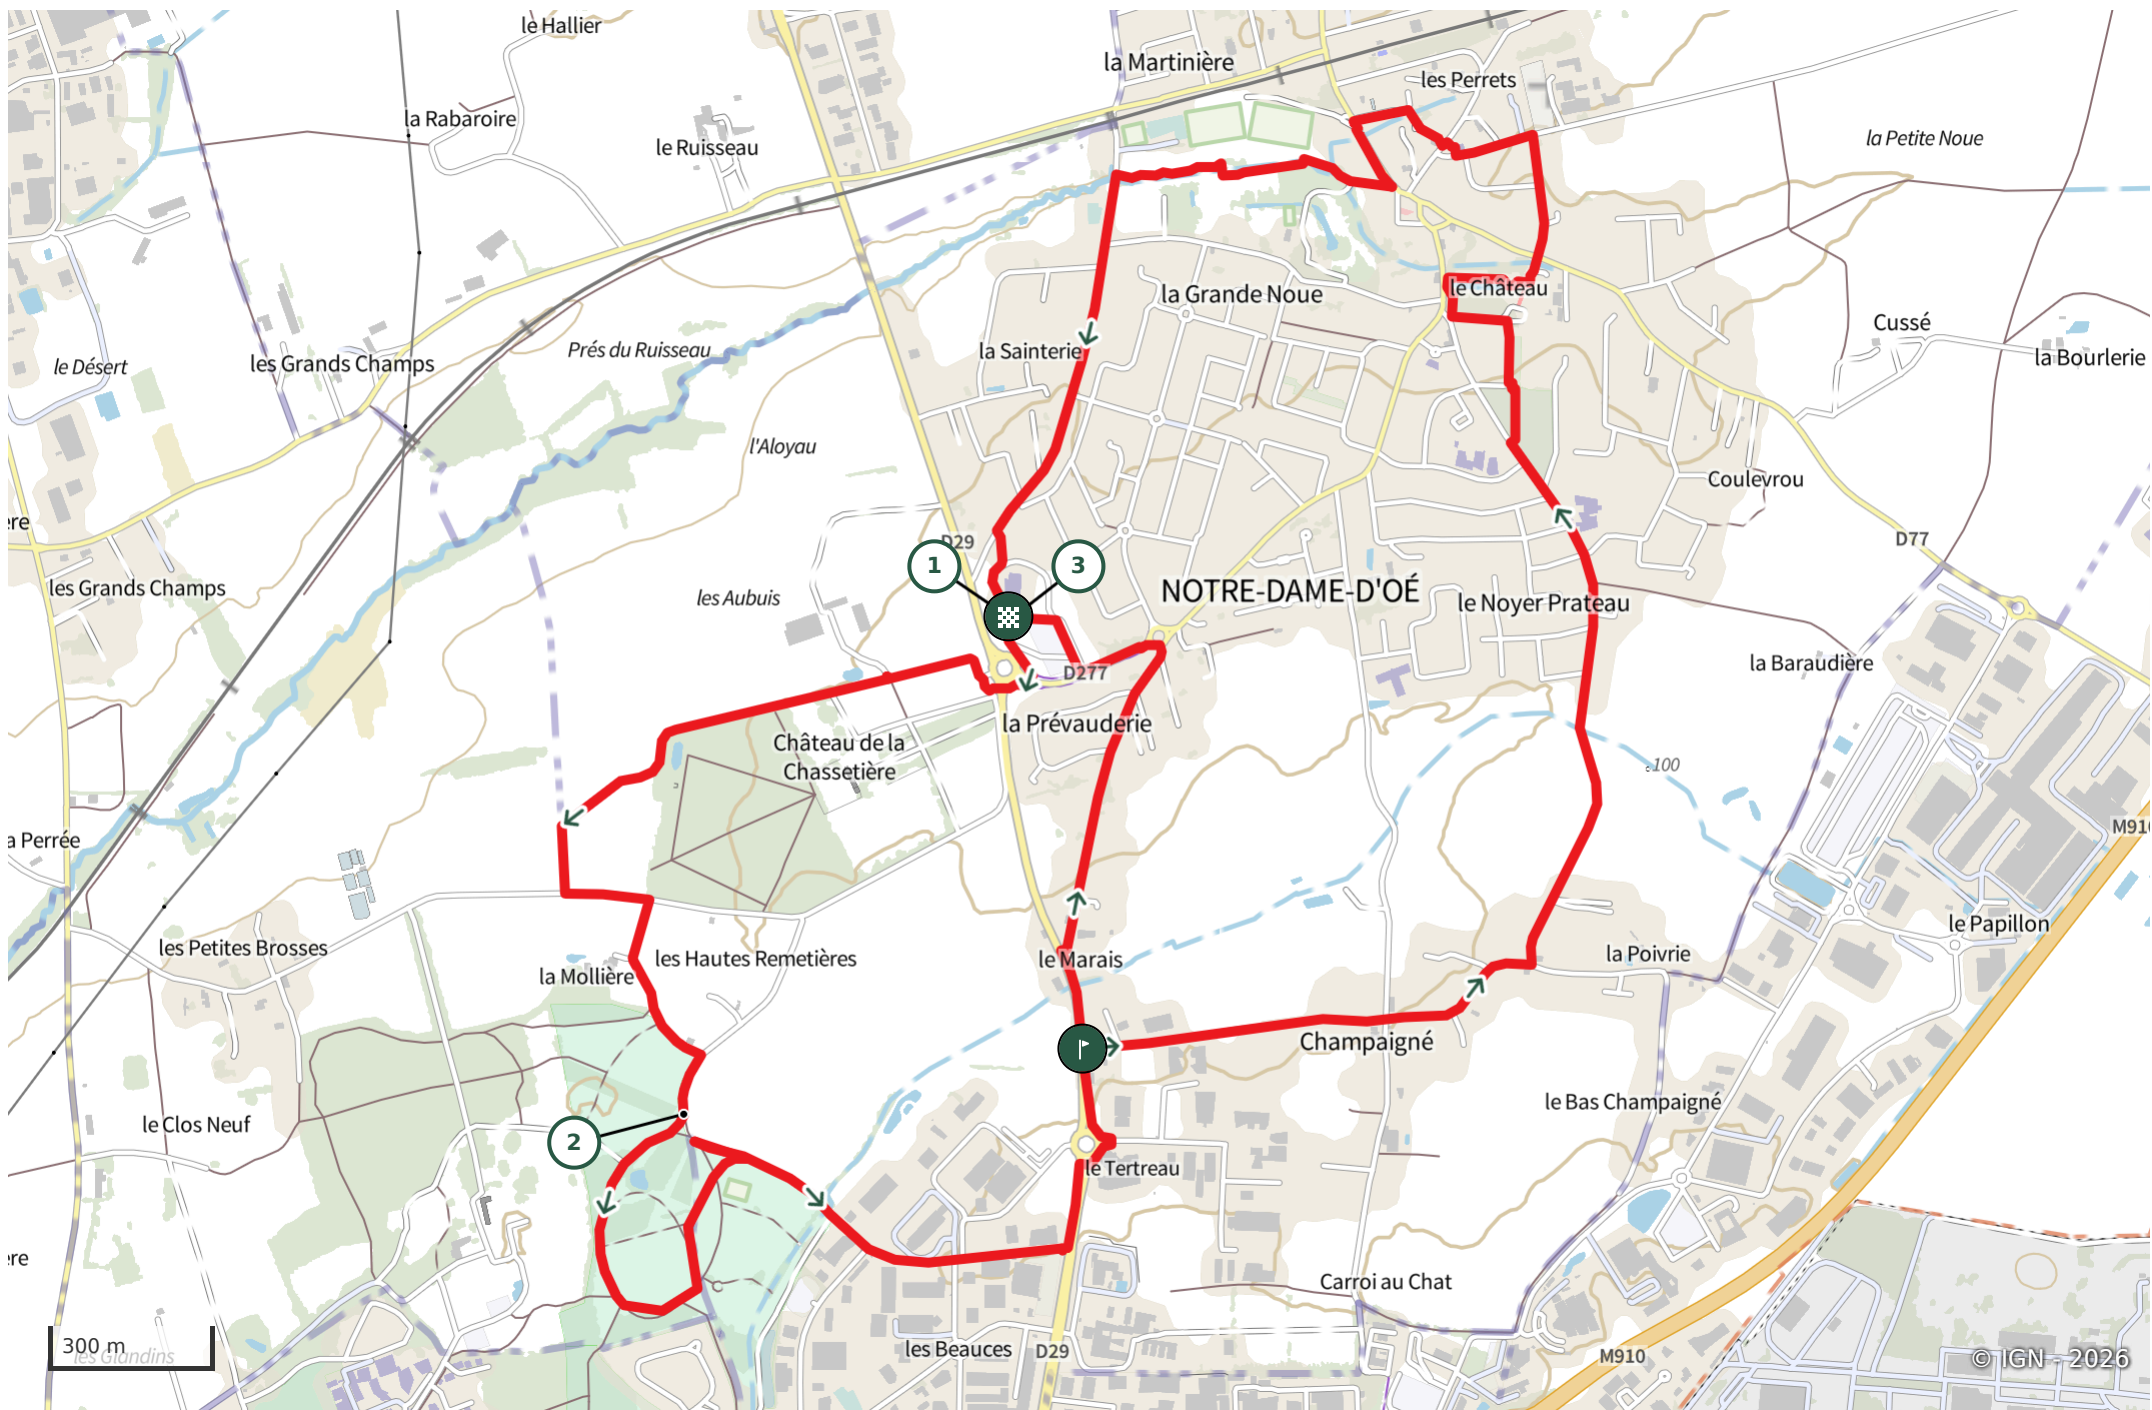 le Hallier
la Martinière
les Perrets
la Rabaroire
le Ruisseau
la Petite Noue
la Grande Noue
le Château
Cussé
la Bourlerie
le Désert
les Grands Champs
Prés du Ruisseau
la Sainterie
l'Aloyau
Coulevrou
D77
ere
D29
1
3
les Grands Champs
les Aubuis
NOTRE-DAME-D'OÉ
le Noyer Prateau
la Baraudière
D277
la Prévauderie
Château de la
Chassetière
100
a Perrée
M910
le Papillon
les Petites Brosses
la Mollière
les Hautes Remetières
le Marais
la Poivrie
Champaigné
le Clos Neuf
2
le Bas Champaigné
le Tertreau
ere
Carroi au Chat
300 m
les Glandins
les Beauces
D29
M910
© IGN - 2026